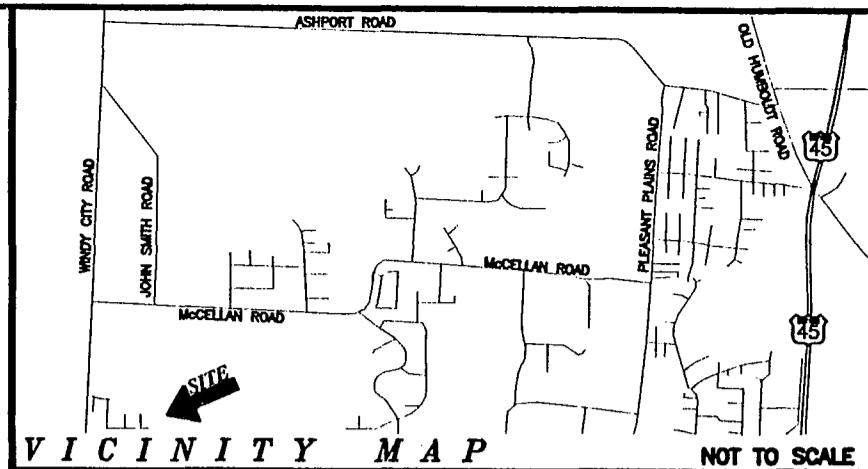 ASHPORT ROAD
OLD HUMBOLDT ROAD
45
WINDY CITY ROAD
JOHN SMITH ROAD
PLEASANT PLAINS ROAD
McCELLAN ROAD
McCELLAN ROAD
45
SITE
VICINITY MAP
NOT TO SCALE